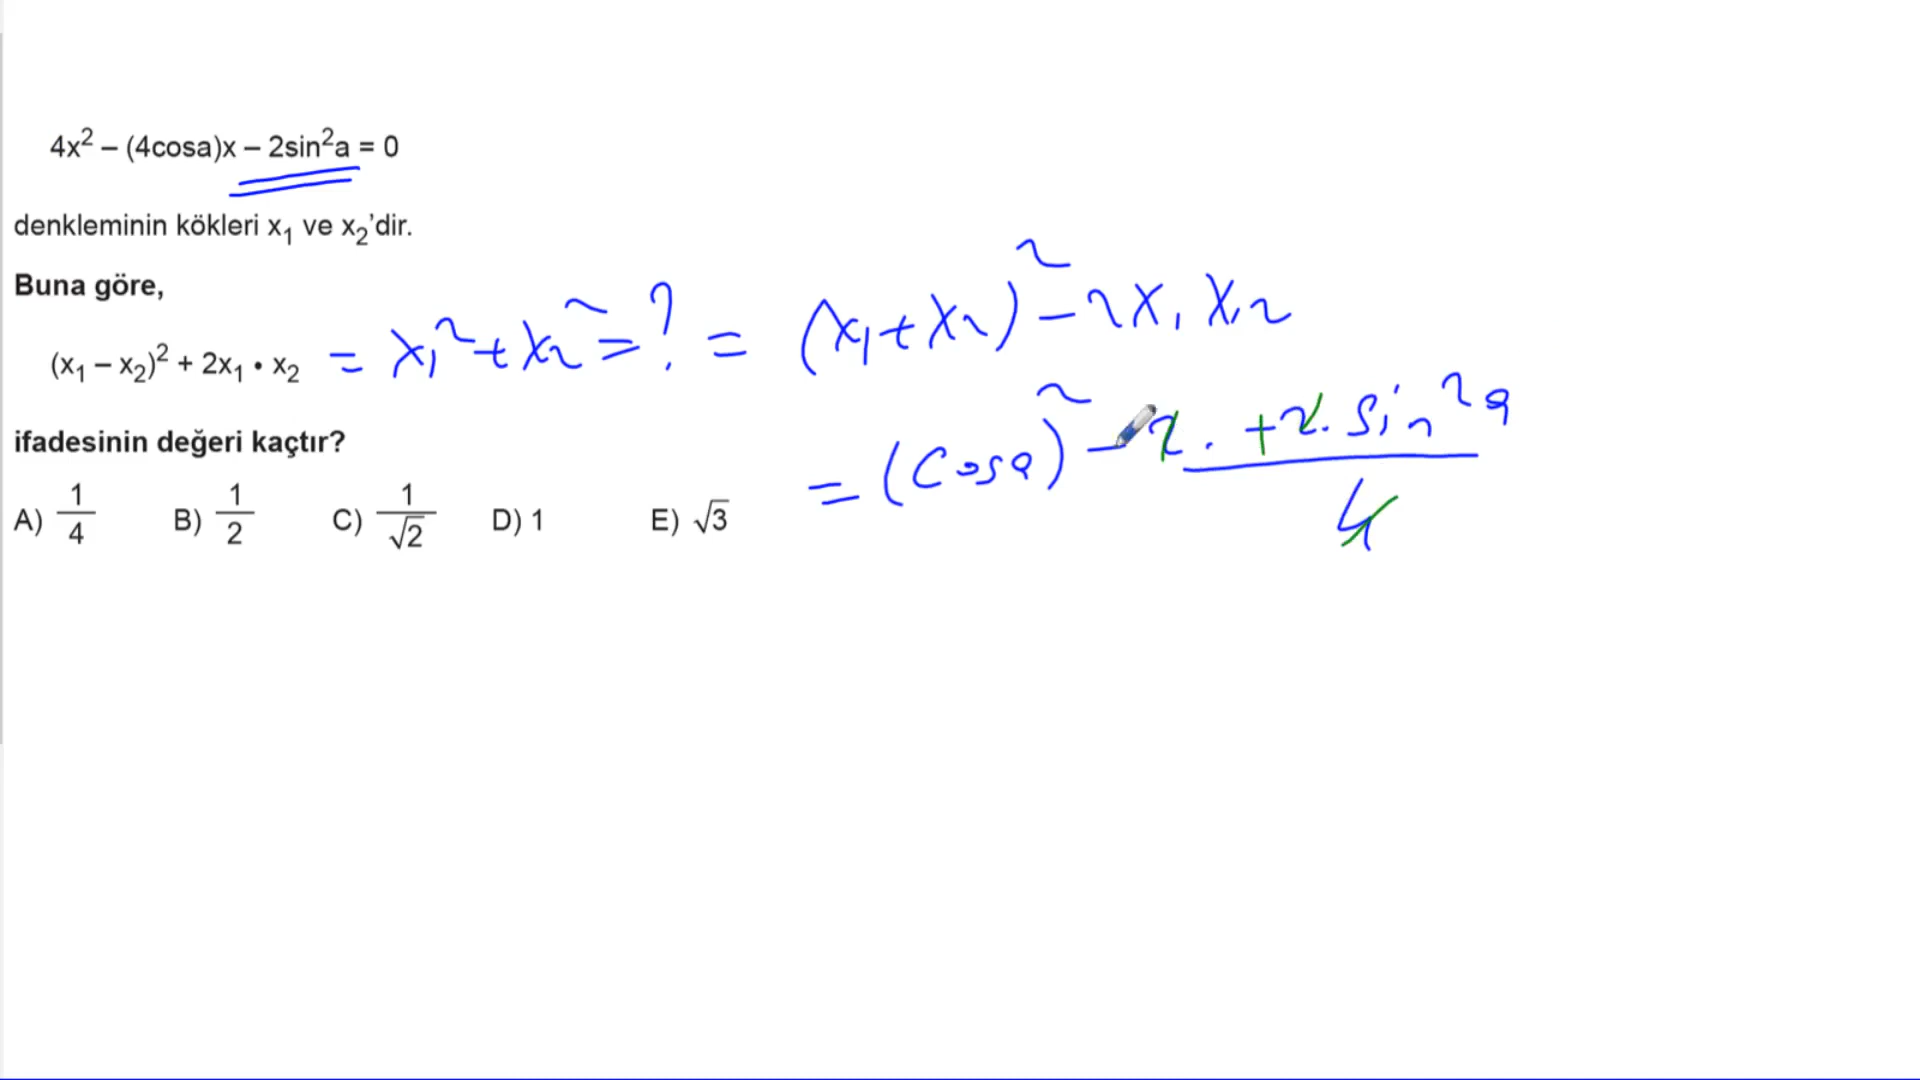 4x² – (4cosa)x – 2sin²a = 0
denkleminin kökleri x₁ ve x₂'dir.
Buna göre,
(x₁ – x₂)² + 2x₁ • x₂ = x₁² + x₂² = ? = (x₁ + x₂)² – 2x₁ x₂
= (cosa)² – 2 . +2. sin²a / 4
ifadesinin değeri kaçtır?
A) 1/4 B) 1/2 C) 1/√2 D) 1 E) √3